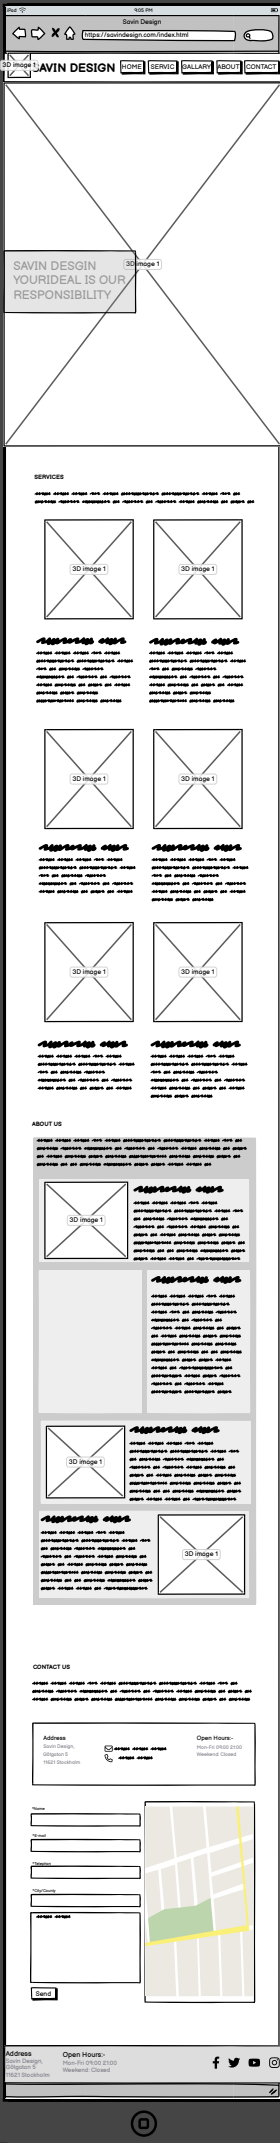 iPod
9:05 PM
Savin Design
https://savindesign.com/index.html
3D image 1
SAVIN DESIGN
HOME
SERVIC
GALLARY
ABOUT
CONTACT
3D image 1
SAVIN DESGIN
YOURIDEAL IS OUR
RESPONSIBILITY
SERVICES
3D image 1
3D image 1
3D image 1
3D image 1
3D image 1
3D image 1
ABOUT US
3D image 1
3D image 1
3D image 1
CONTACT US
Address
Savin Design,
Götgatan 5
11621 Stockholm
Open Hours:-
Mon-Fri 09:00 21:00
Weekend: Closed
*Name
*E-mail
*Telephon
*City/County
Send
Address
Savin Design,
Götgatan 5
11621 Stockholm
Open Hours:-
Mon-Fri 09:00 21:00
Weekend: Closed